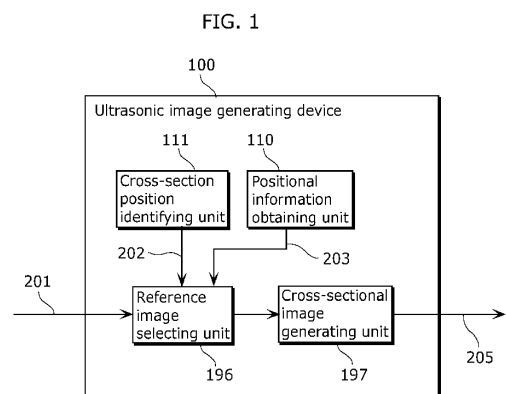 FIG. 1
100
Ultrasonic image generating device
111
110
Cross-section
position
identifying unit
Positional
information
obtaining unit
202
203
201
Reference
image
selecting unit
Cross-sectional
image
generating unit
205
196
197